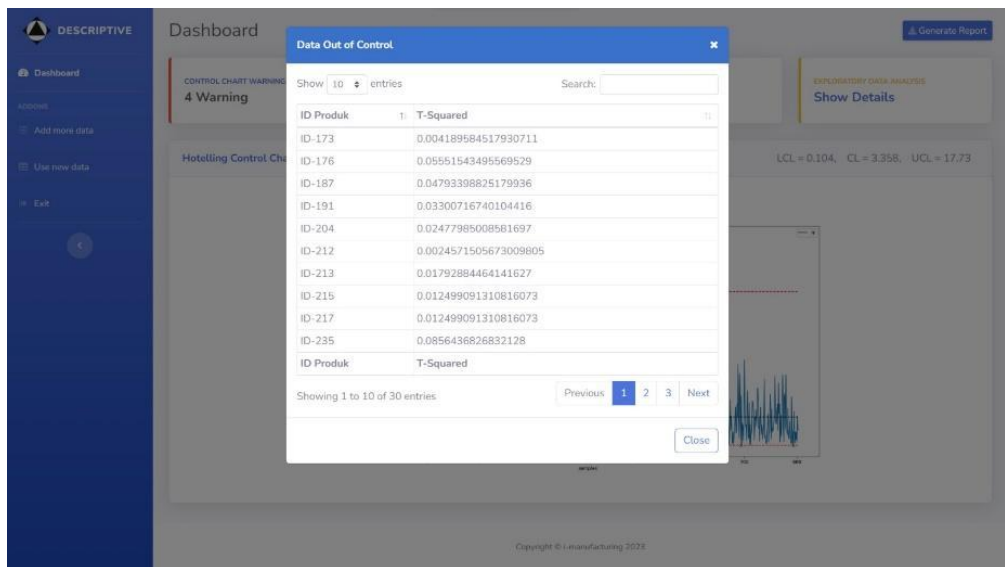 DESCRIPTIVE
Dashboard
Generate Report
Dashboard
ADDONS
Add more data
Use new data
Exit
CONTROL CHART WARNING
4 Warning
EXPLORATORY DATA ANALYSIS
Show Details
Hotelling Control Cha
LCL = 0.104, CL = 3.358, UCL = 17.73
Data Out of Control
Show 10 entries
Search:
ID Produk T-Squared
ID-173 0.004189584517930711
ID-176 0.05551543495569529
ID-187 0.04793398825179936
ID-191 0.03300716740104416
ID-204 0.02477985008581697
ID-212 0.0024571505673009805
ID-213 0.01792884464141627
ID-215 0.012499091310816073
ID-217 0.012499091310816073
ID-235 0.0856436826832128
ID Produk T-Squared
Showing 1 to 10 of 30 entries
Previous 1 2 3 Next
Close
samples
Copyright © i-manufacturing 2023